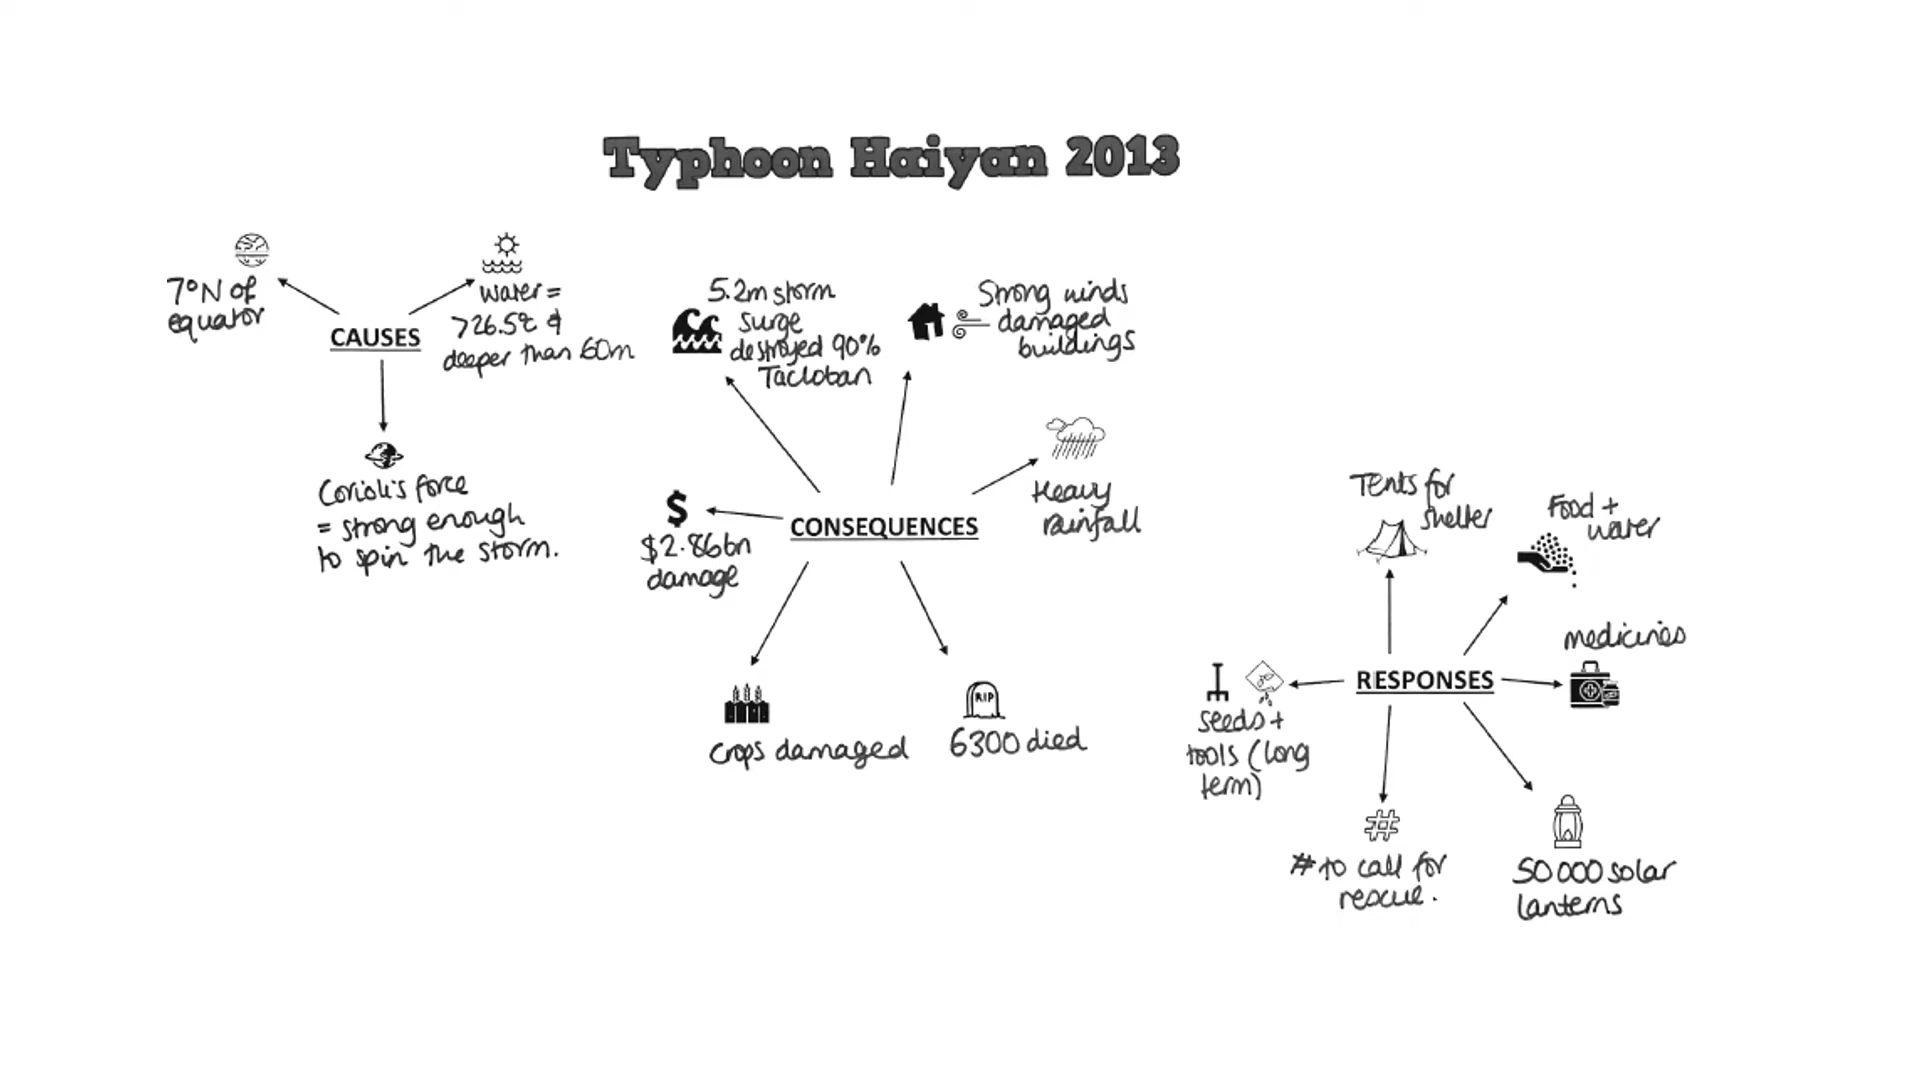 Typhoon Haiyan 2013
CAUSES
7°N of
equator
water =
>26.5°C &
deeper than 60m
Coriolis force
= strong enough
to spin the storm.
CONSEQUENCES
5.2m storm
surge
destroyed 90%
Tacloban
Strong winds
damaged
buildings
Heavy
rainfall
$
$2.86bn
damage
crops damaged
RIP
6300 died
RESPONSES
Tents for
shelter
Food +
water
medicines
seeds +
tools (long
term)
#
# to call for
rescue.
50 000 solar
lanterns